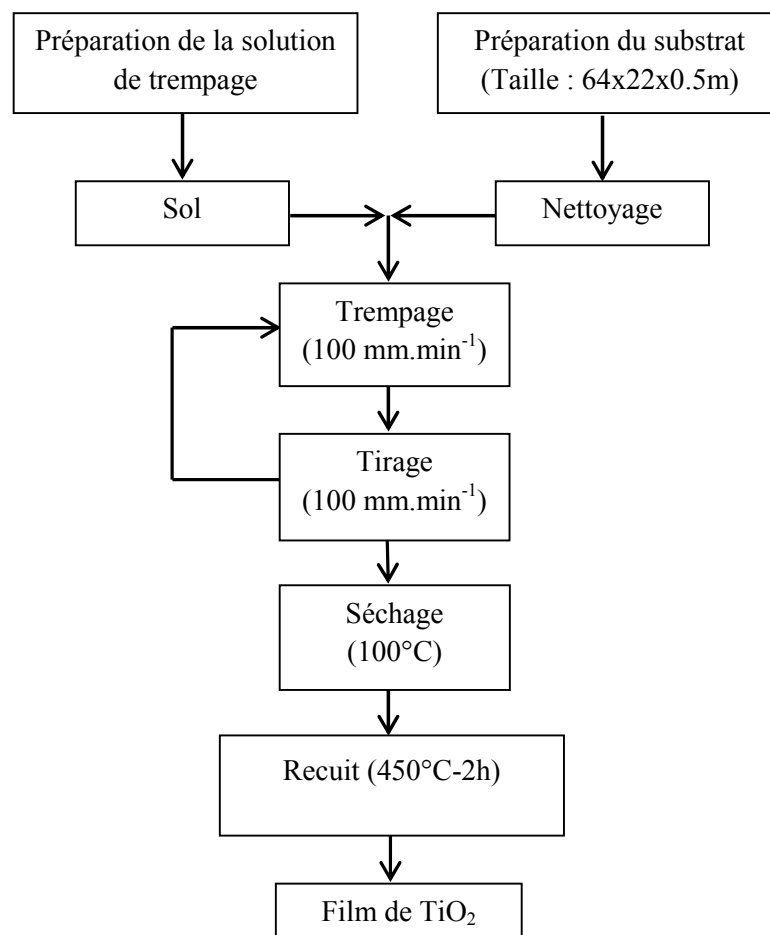 Préparation de la solution
de trempage
Préparation du substrat
(Taille : 64x22x0.5m)
Sol
Nettoyage
Trempage
(100 mm.min⁻¹)
Tirage
(100 mm.min⁻¹)
Séchage
(100°C)
Recuit (450°C-2h)
Film de TiO₂